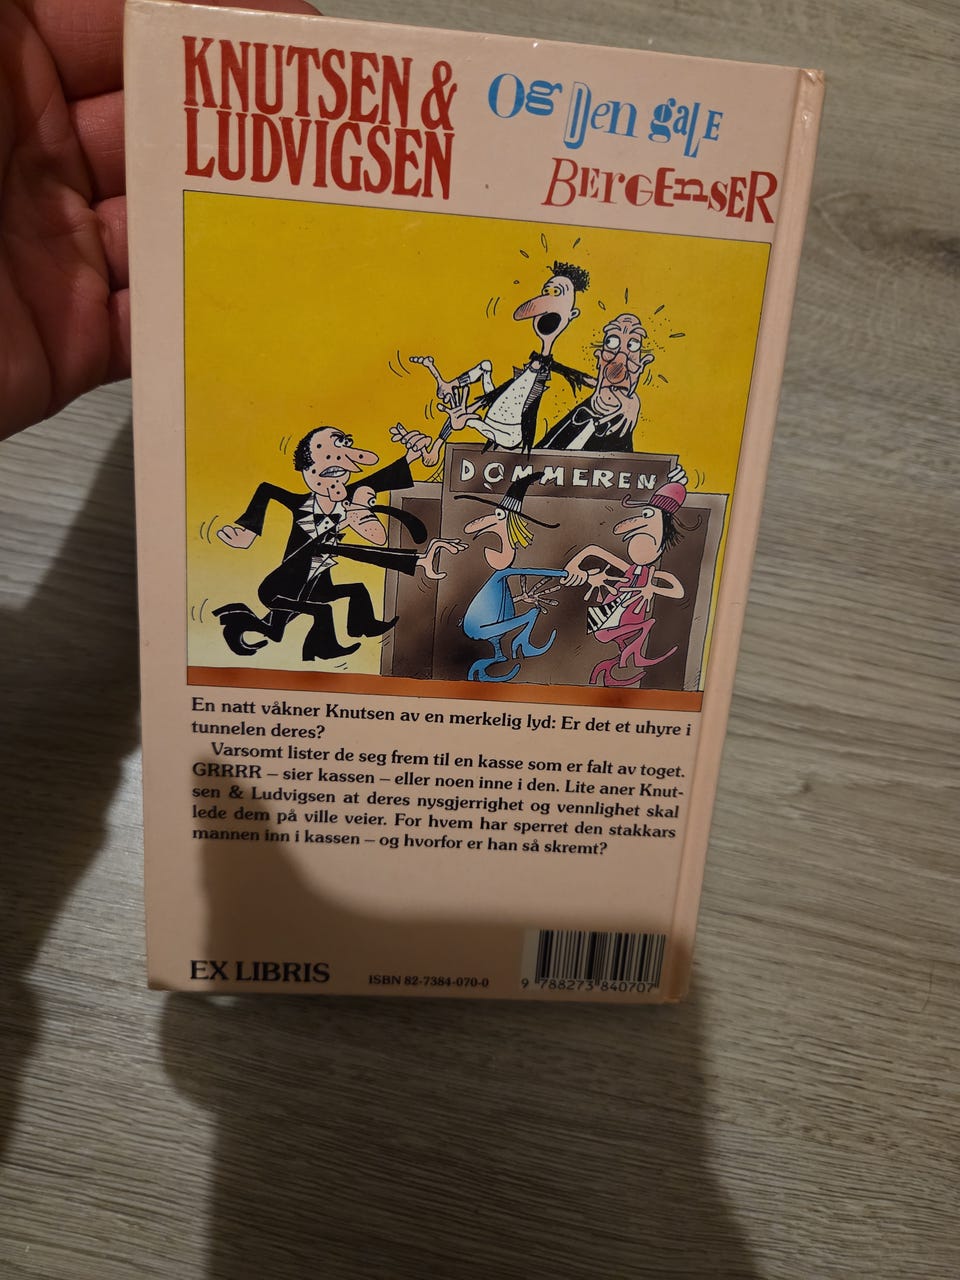 KNUTSEN &
LUDVIGSEN
Og Den gale
BERGEnsER
DOMMEREN
En natt våkner Knutsen av en merkelig lyd: Er det et uhyre i
tunnelen deres?
Varsomt lister de seg frem til en kasse som er falt av toget.
GRRRR – sier kassen – eller noen inne i den. Lite aner Knut-
sen & Ludvigsen at deres nysgjerrighet og vennlighet skal
lede dem på ville veier. For hvem har sperret den stakkars
mannen inn i kassen – og hvorfor er han så skremt?
EX LIBRIS
ISBN 82-7384-070-0
9 788273 840707